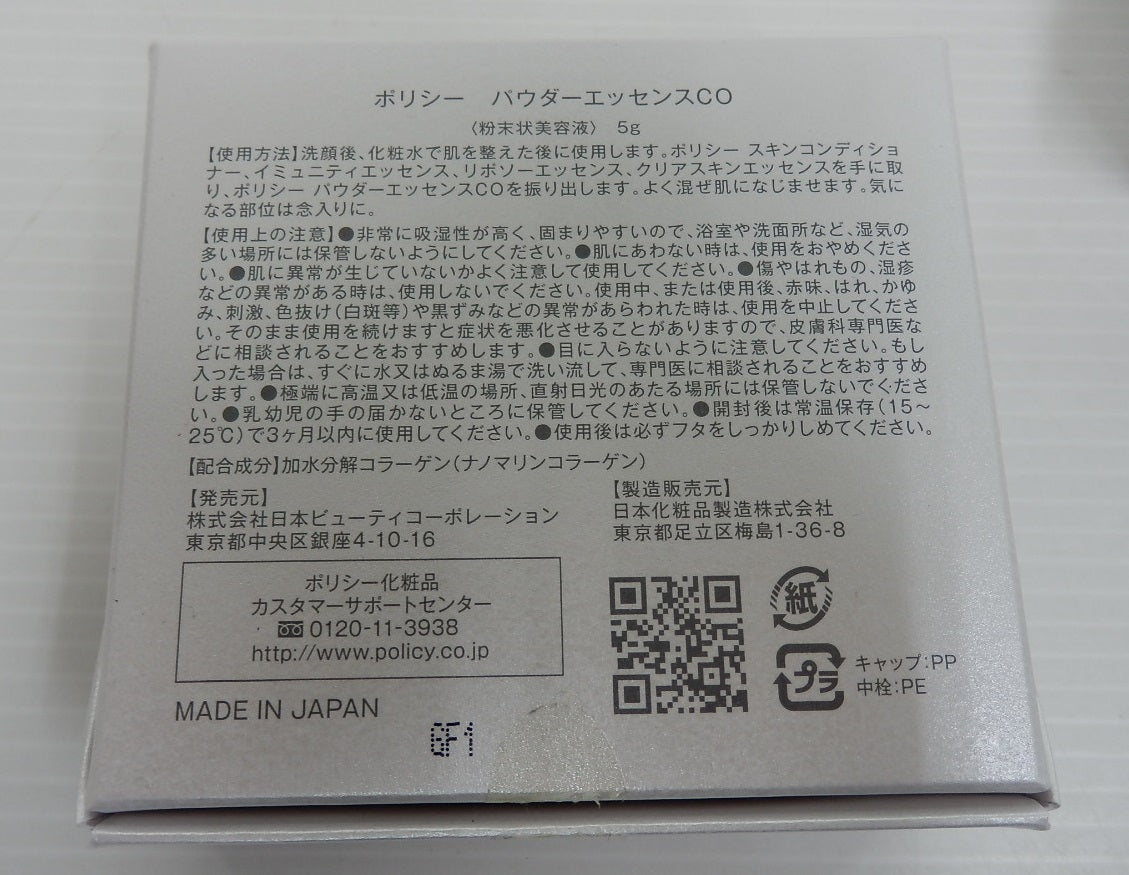 ポリシー　パウダーエッセンスCO
〈粉末状美容液〉 5g
【使用方法】洗顔後、化粧水で肌を整えた後に使用します。ポリシー スキンコンディショ
ナー、イミュニティエッセンス、リポソーエッセンス、クリアスキンエッセンスを手に取
り、ポリシー パウダーエッセンスCOを振り出します。よく混ぜ肌になじませます。気に
なる部位は念入りに。
【使用上の注意】●非常に吸湿性が高く、固まりやすいので、浴室や洗面所など、湿気の
多い場所には保管しないようにしてください。●肌にあわない時は、使用をおやめくださ
い。●肌に異常が生じていないかよく注意して使用してください。●傷やはれもの、湿疹
などの異常がある時は、使用しないでください。使用中、または使用後、赤味、はれ、かゆ
み、刺激、色抜け（白斑等）や黒ずみなどの異常があらわれた時は、使用を中止してくださ
い。そのまま使用を続けますと症状を悪化させることがありますので、皮膚科専門医な
どに相談されることをおすすめします。●目に入らないように注意してください。もし
入った場合は、すぐに水又はぬるま湯で洗い流して、専門医に相談されることをおすすめ
します。●極端に高温又は低温の場所、直射日光のあたる場所には保管しないでくださ
い。●乳幼児の手の届かないところに保管してください。●開封後は常温保存（15～
25℃）で3ヶ月以内に使用してください。●使用後は必ずフタをしっかりしめてください。
【配合成分】加水分解コラーゲン（ナノマリンコラーゲン）
【発売元】
株式会社日本ビューティコーポレーション
東京都中央区銀座4-10-16
【製造販売元】
日本化粧品製造株式会社
東京都足立区梅島1-36-8
ポリシー化粧品
カスタマーサポートセンター
0120-11-3938
http://www.policy.co.jp
紙
プラ
キャップ:PP
中栓:PE
MADE IN JAPAN
GF1